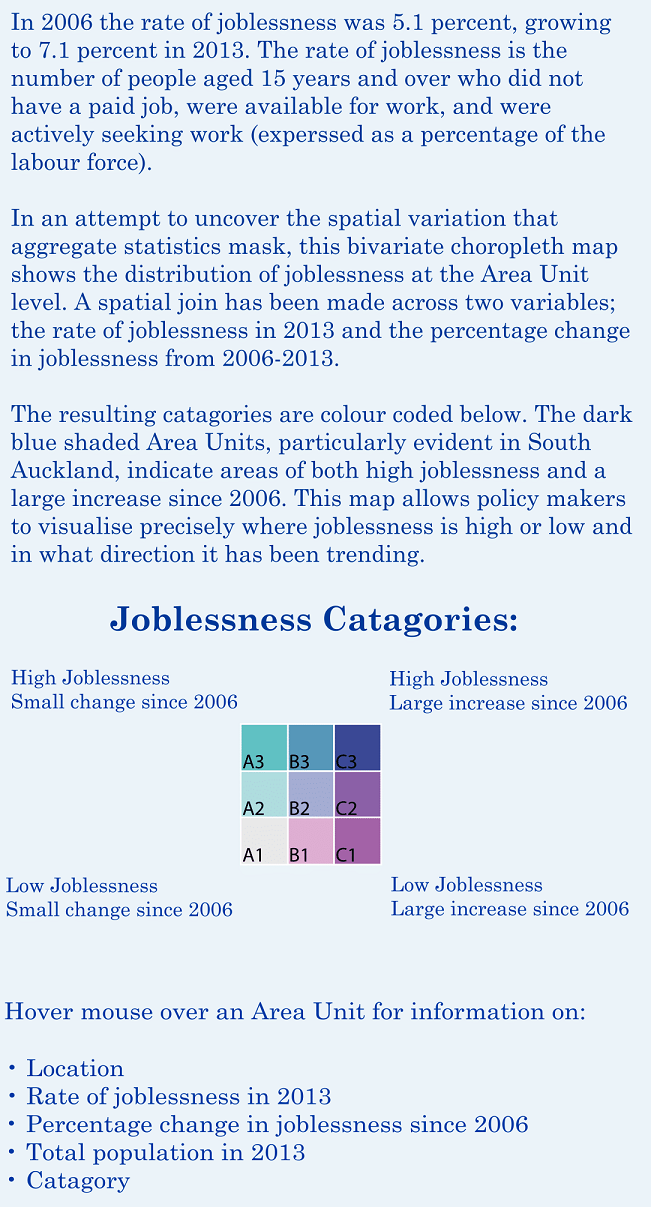 In 2006 the rate of joblessness was 5.1 percent, growing
to 7.1 percent in 2013. The rate of joblessness is the
number of people aged 15 years and over who did not
have a paid job, were available for work, and were
actively seeking work (experssed as a percentage of the
labour force).
In an attempt to uncover the spatial variation that
aggregate statistics mask, this bivariate choropleth map
shows the distribution of joblessness at the Area Unit
level. A spatial join has been made across two variables;
the rate of joblessness in 2013 and the percentage change
in joblessness from 2006-2013.
The resulting catagories are colour coded below. The dark
blue shaded Area Units, particularly evident in South
Auckland, indicate areas of both high joblessness and a
large increase since 2006. This map allows policy makers
to visualise precisely where joblessness is high or low and
in what direction it has been trending.
Joblessness Catagories:
High Joblessness
Small change since 2006
High Joblessness
Large increase since 2006
A3 B3 C3
A2 B2 C2
A1 B1 C1
Low Joblessness
Small change since 2006
Low Joblessness
Large increase since 2006
Hover mouse over an Area Unit for information on:
• Location
• Rate of joblessness in 2013
• Percentage change in joblessness since 2006
• Total population in 2013
• Catagory